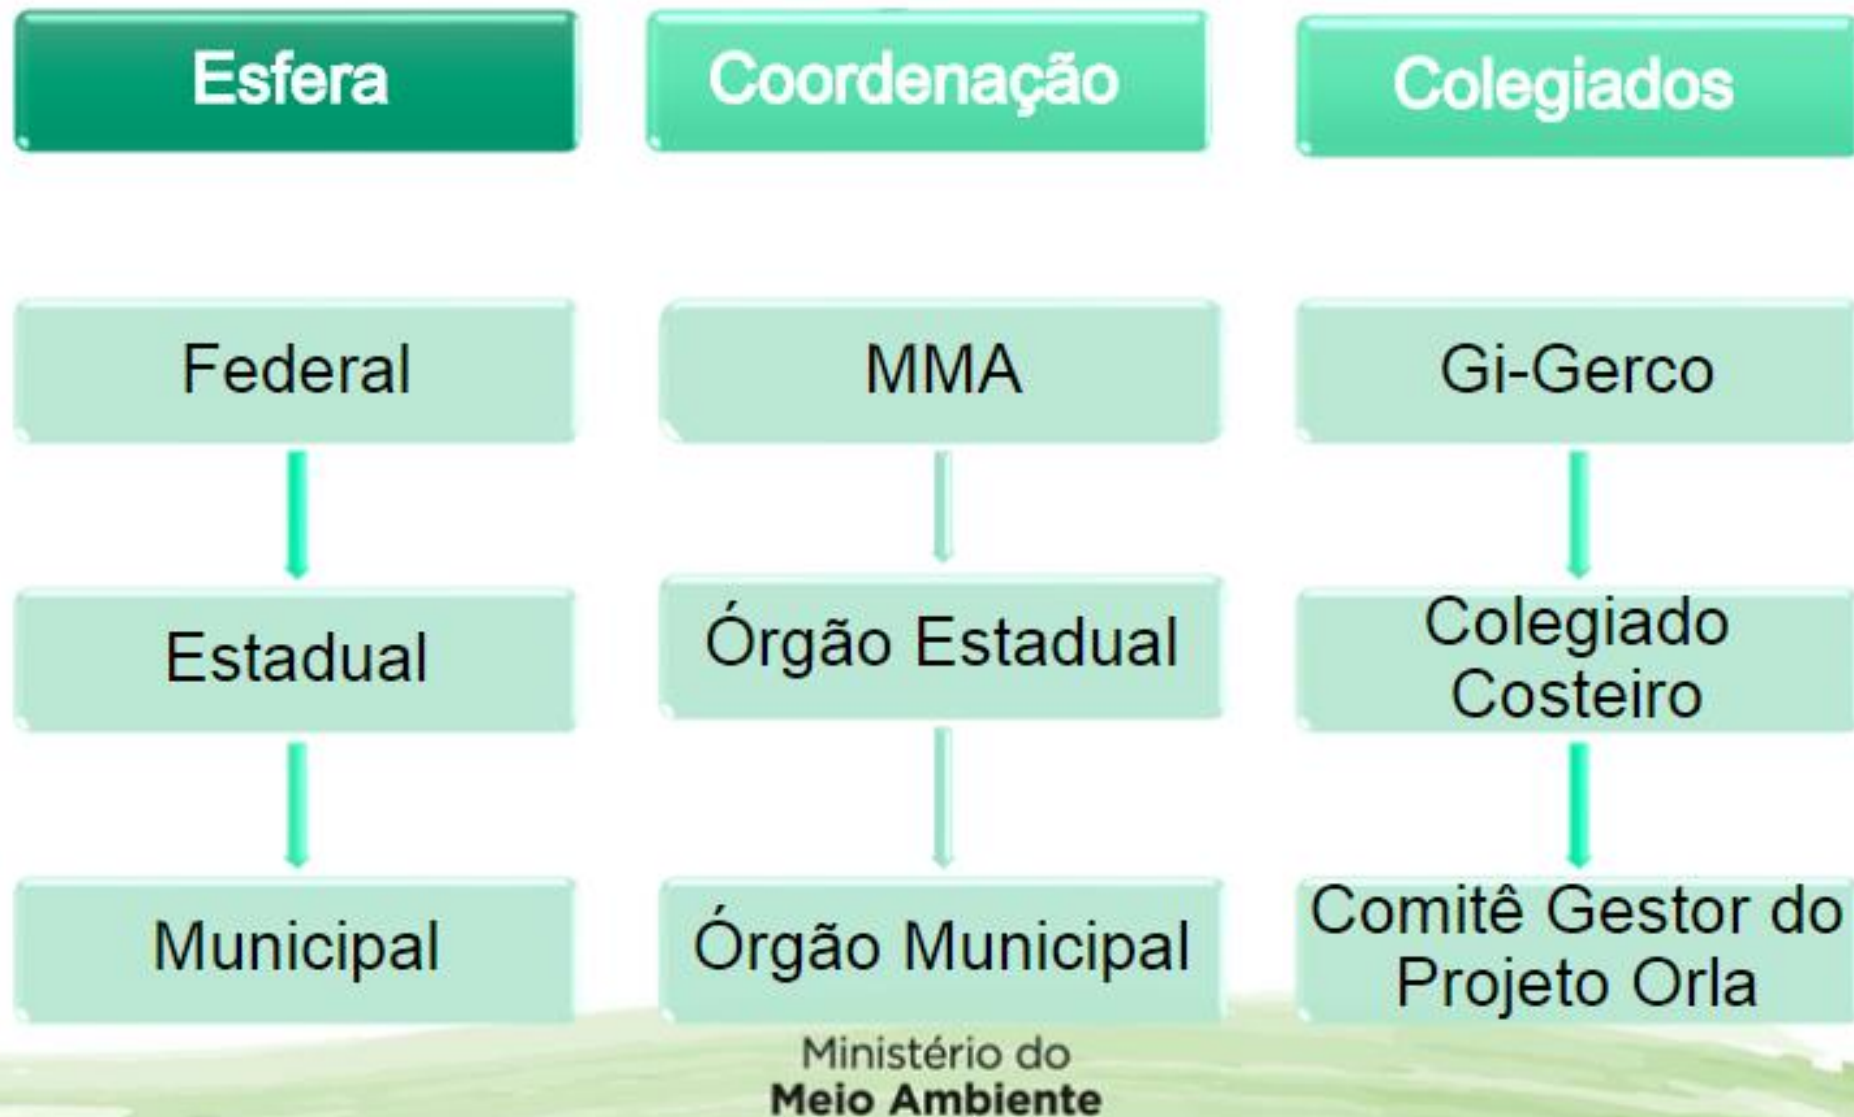 Esfera
Coordenação
Colegiados
Federal
MMA
Gi-Gerco
Estadual
Órgão Estadual
Colegiado
Costeiro
Municipal
Órgão Municipal
Comitê Gestor do
Projeto Orla
Ministério do
Meio Ambiente